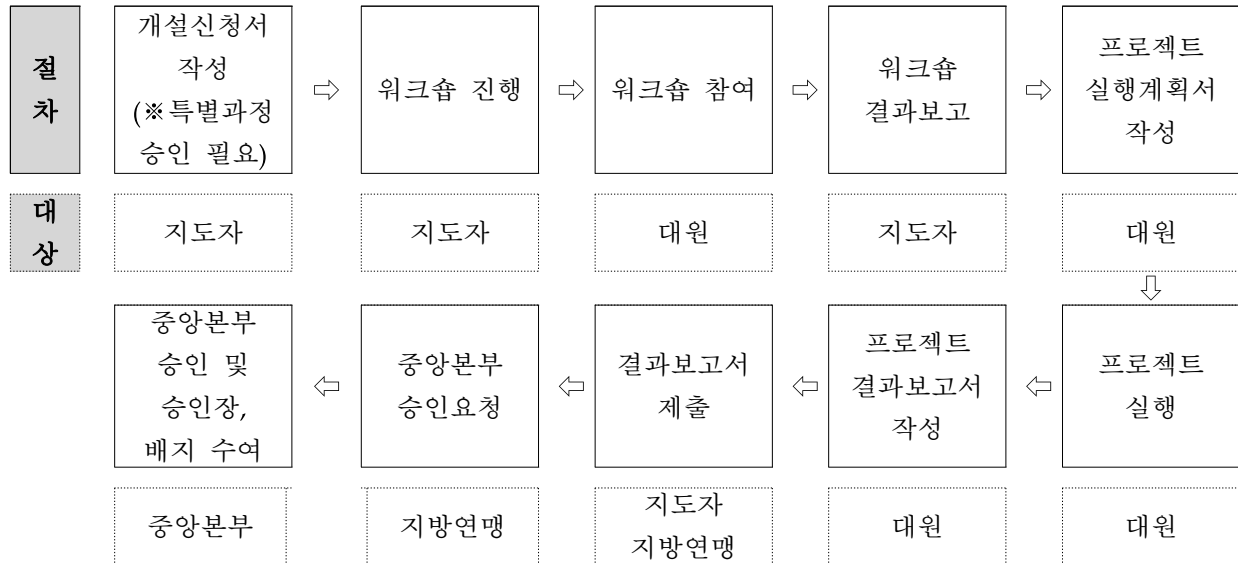 절
차
개설신청서
작성
(※특별과정
승인 필요)
⇨
워크숍 진행
⇨
워크숍 참여
⇨
워크숍
결과보고
⇨
프로젝트
실행계획서
작성
대
상
지도자
지도자
대원
지도자
대원
⇩
프로젝트
실행
⇦
프로젝트
결과보고서
작성
⇦
결과보고서
제출
⇦
중앙본부
승인요청
⇦
중앙본부
승인 및
승인장,
배지 수여
중앙본부
지방연맹
지도자
지방연맹
대원
대원